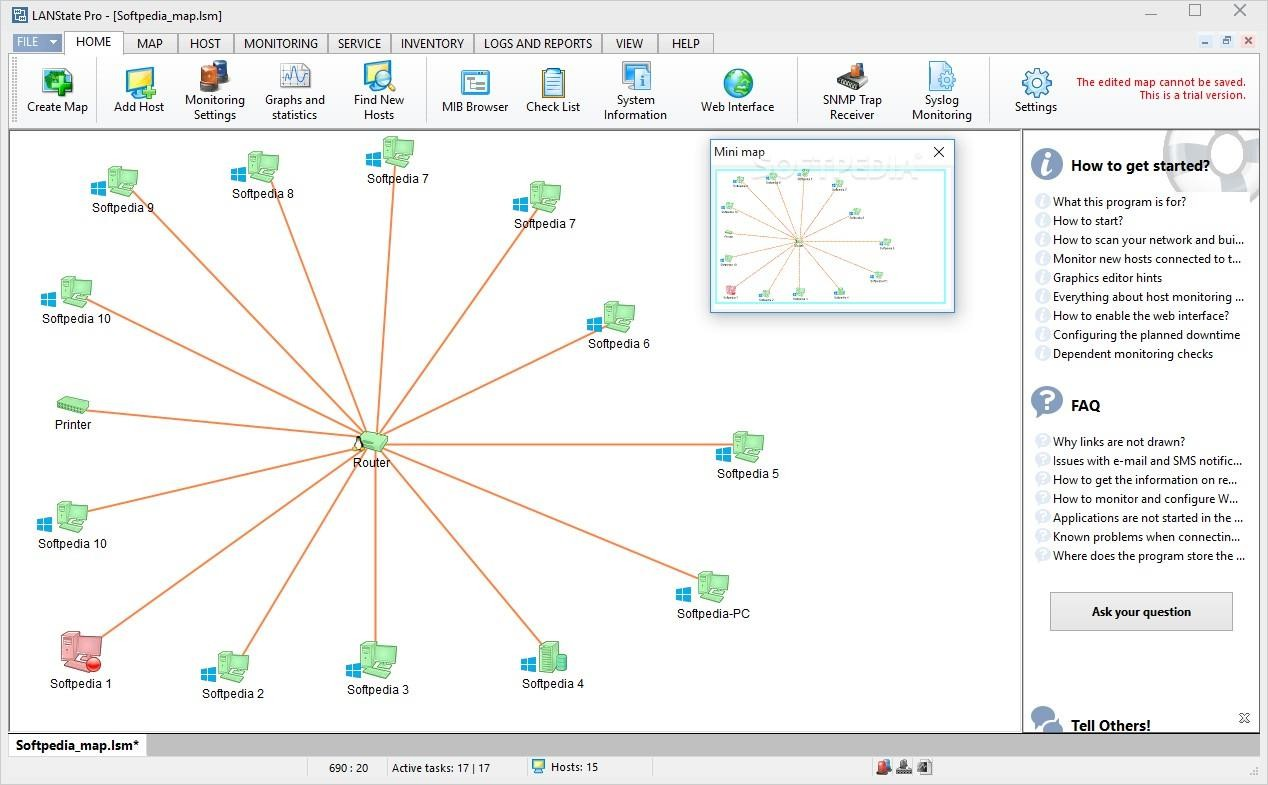 LANState Pro - [Softpedia_map.lsm]
FILE HOME MAP HOST MONITORING SERVICE INVENTORY LOGS AND REPORTS VIEW HELP
Create Map
Add Host
Monitoring
Settings
Graphs and
statistics
Find New
Hosts
MIB Browser
Check List
System
Information
Web Interface
SNMP Trap
Receiver
Syslog
Monitoring
Settings
The edited map cannot be saved.
This is a trial version.
Softpedia 7
Softpedia 8
Softpedia 9
Softpedia 7
Softpedia 10
Softpedia 6
Printer
Router
Softpedia 5
Softpedia 10
Softpedia-PC
Softpedia 1
Softpedia 2
Softpedia 3
Softpedia 4
Mini map
SOFTPEDIA
How to get started?
What this program is for?
How to start?
How to scan your network and bui...
Monitor new hosts connected to t...
Graphics editor hints
Everything about host monitoring ...
How to enable the web interface?
Configuring the planned downtime
Dependent monitoring checks
FAQ
Why links are not drawn?
Issues with e-mail and SMS notific...
How to get the information on re...
How to monitor and configure W...
Applications are not started in the ...
Known problems when connectin...
Where does the program store the ...
Ask your question
Tell Others!
Softpedia_map.lsm*
690 : 20 Active tasks: 17 | 17 Hosts: 15